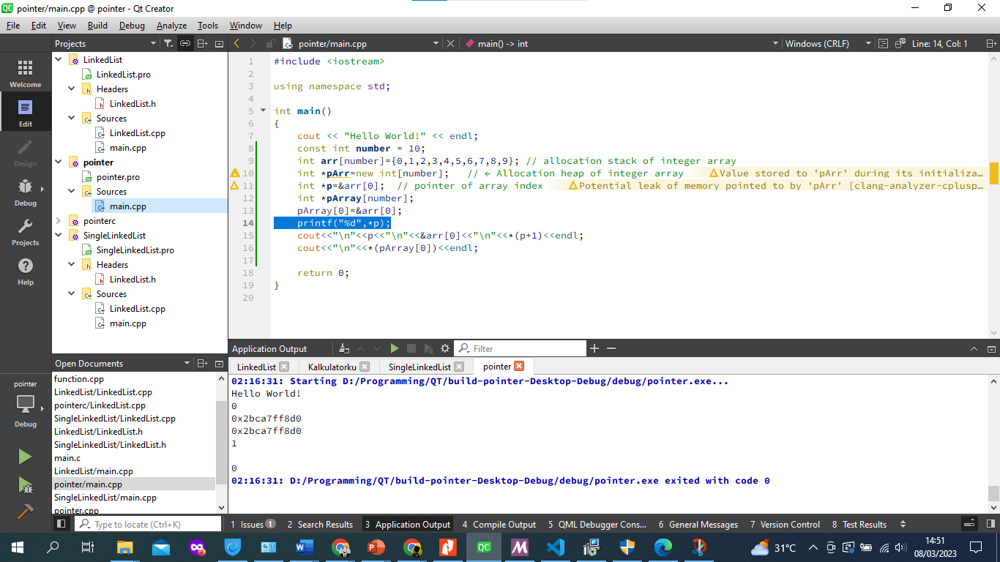 pointer/main.cpp @ pointer - Qt Creator
File Edit View Build Debug Analyze Tools Window Help
Projects
pointer/main.cpp
main() -> int
Windows (CRLF)
Line: 14, Col: 1
Welcome
Edit
Design
Debug
Projects
Help
LinkedList
LinkedList.pro
Headers
LinkedList.h
Sources
LinkedList.cpp
main.cpp
pointer
pointer.pro
Sources
main.cpp
pointerc
SingleLinkedList
SingleLinkedList.pro
Headers
LinkedList.h
Sources
LinkedList.cpp
main.cpp
1 #include <iostream>
2
3 using namespace std;
4
5 int main()
6 {
7 cout << "Hello World!" << endl;
8 const int number = 10;
9 int arr[number]={0,1,2,3,4,5,6,7,8,9}; // allocation stack of integer array
10 int *pArr=new int[number]; // ← Allocation heap of integer array Value stored to 'pArr' during its initializa...
11 int *p=&arr[0]; // pointer of array index Potential leak of memory pointed to by 'pArr' [clang-analyzer-cplusp...
12 int *pArray[number];
13 pArray[0]=&arr[0];
14 printf("%d",*p);
15 cout<<"\n"<<p<<"\n"<<&arr[0]<<"\n"<<*(p+1)<<endl;
16 cout<<"\n"<<*(pArray[0])<<endl;
17
18 return 0;
19 }
20
Open Documents
function.cpp
LinkedList/LinkedList.cpp
pointerc/LinkedList.cpp
SingleLinkedList/LinkedList.cpp
LinkedList/LinkedList.h
SingleLinkedList/LinkedList.h
main.c
LinkedList/main.cpp
pointer/main.cpp
SingleLinkedList/main.cpp
pointer.cpp
pointer
Debug
Application Output
Filter
LinkedList Kalkulatorku SingleLinkedList pointer
02:16:31: Starting D:/Programming/QT/build-pointer-Desktop-Debug/debug/pointer.exe...
Hello World!
0
0x2bca7ff8d0
0x2bca7ff8d0
1
0
02:16:31: D:/Programming/QT/build-pointer-Desktop-Debug/debug/pointer.exe exited with code 0
Type to locate (Ctrl+K)
1 Issues 1 2 Search Results 3 Application Output 4 Compile Output 5 QML Debugger Cons... 6 General Messages 7 Version Control 8 Test Results
31°C
14:51
08/03/2023